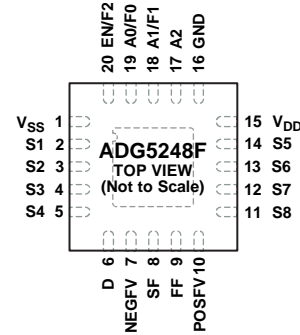 20 EN/F2
19 A0/F0
18 A1/F1
17 A2
16 GND
VSS 1
S1 2
S2 3
S3 4
S4 5
ADG5248F
TOP VIEW
(Not to Scale)
15 VDD
14 S5
13 S6
12 S7
11 S8
D 6
NEGFV 7
SF 8
FF 9
POSFV 10